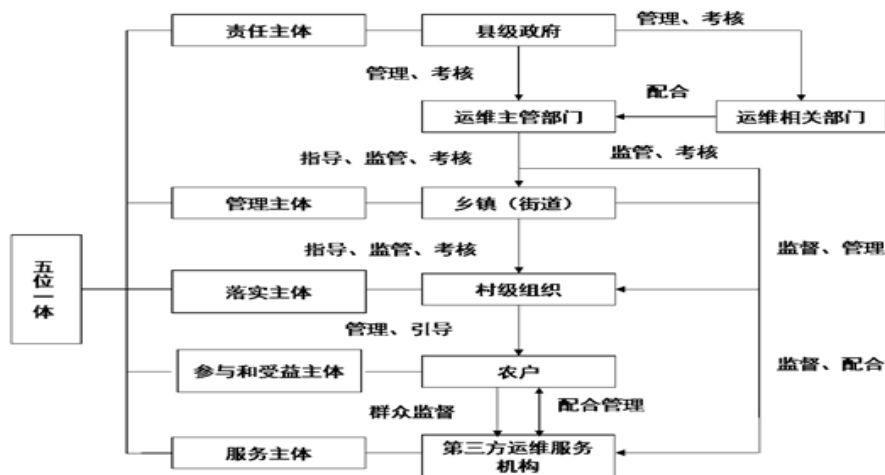 责任主体
县级政府
管理、考核
管理、考核
配合
运维主管部门
运维相关部门
指导、监管、考核
监管、考核
管理主体
乡镇（街道）
五位一体
指导、监管、考核
监督、管理
落实主体
村级组织
管理、引导
参与和受益主体
农户
监督、配合
群众监督
配合管理
服务主体
第三方运维服务
机构